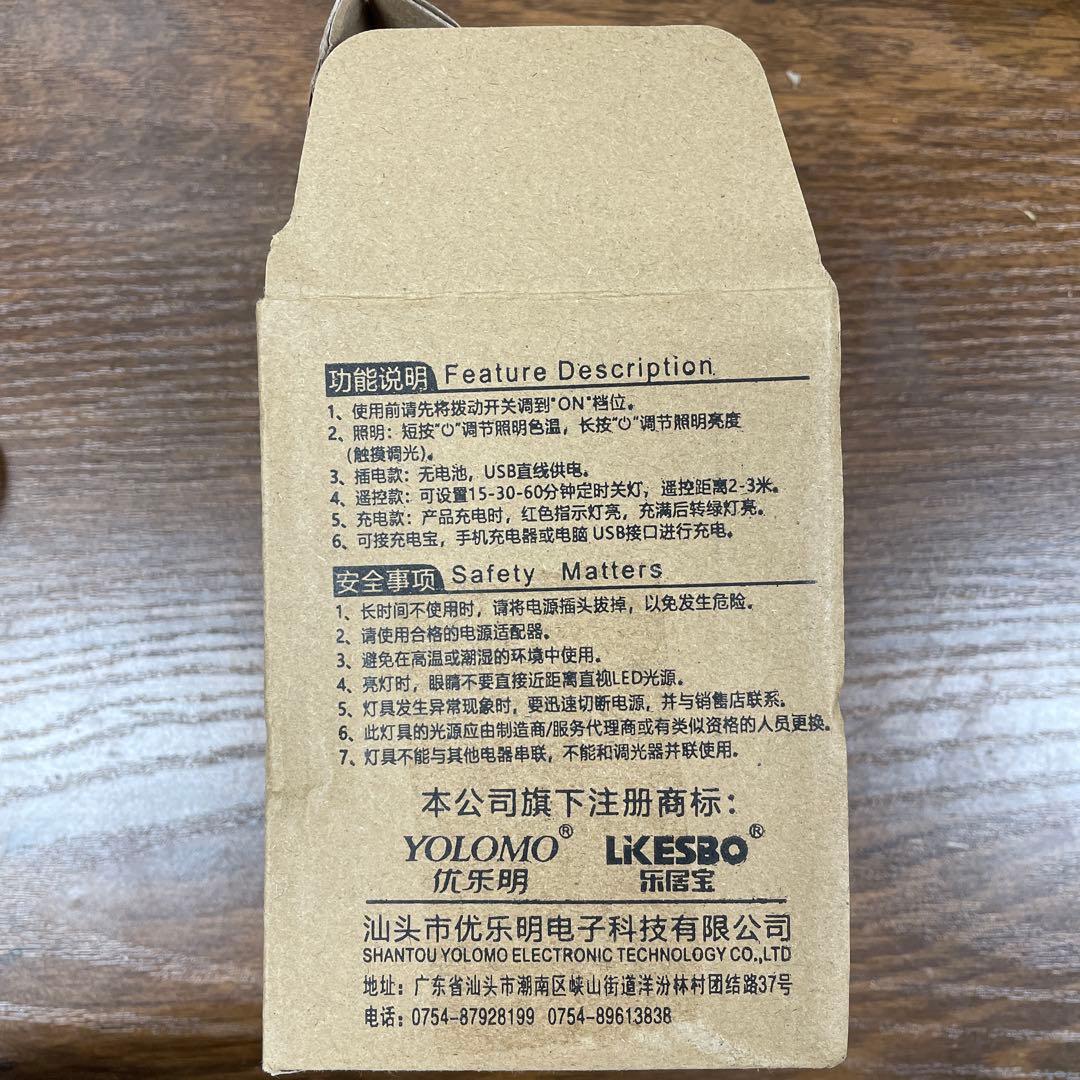 功能说明 Feature Description
1、使用前请先将拨动开关调到"ON"档位。
2、照明：短按"⏻"调节照明色温，长按"⏻"调节照明亮度
(触摸调光)。
3、插电款：无电池，USB直线供电。
4、遥控款：可设置15-30-60分钟定时关灯，遥控距离2-3米。
5、充电款：产品充电时，红色指示灯亮，充满后转绿灯亮。
6、可接充电宝，手机充电器或电脑 USB接口进行充电。
安全事项 Safety Matters
1、长时间不使用时，请将电源插头拔掉，以免发生危险。
2、请使用合格的电源适配器。
3、避免在高温或潮湿的环境中使用。
4、亮灯时，眼睛不要直接近距离直视LED光源。
5、灯具发生异常现象时，要迅速切断电源，并与销售店联系。
6、此灯具的光源应由制造商/服务代理商或有类似资格的人员更换。
7、灯具不能与其他电器串联，不能和调光器并联使用。
本公司旗下注册商标：
YOLOMO® LiKESBO®
优乐明 乐居宝
汕头市优乐明电子科技有限公司
SHANTOU YOLOMO ELECTRONIC TECHNOLOGY CO.,LTD
地址：广东省汕头市潮南区峡山街道洋汾林村团结路37号
电话：0754-87928199 0754-89613838